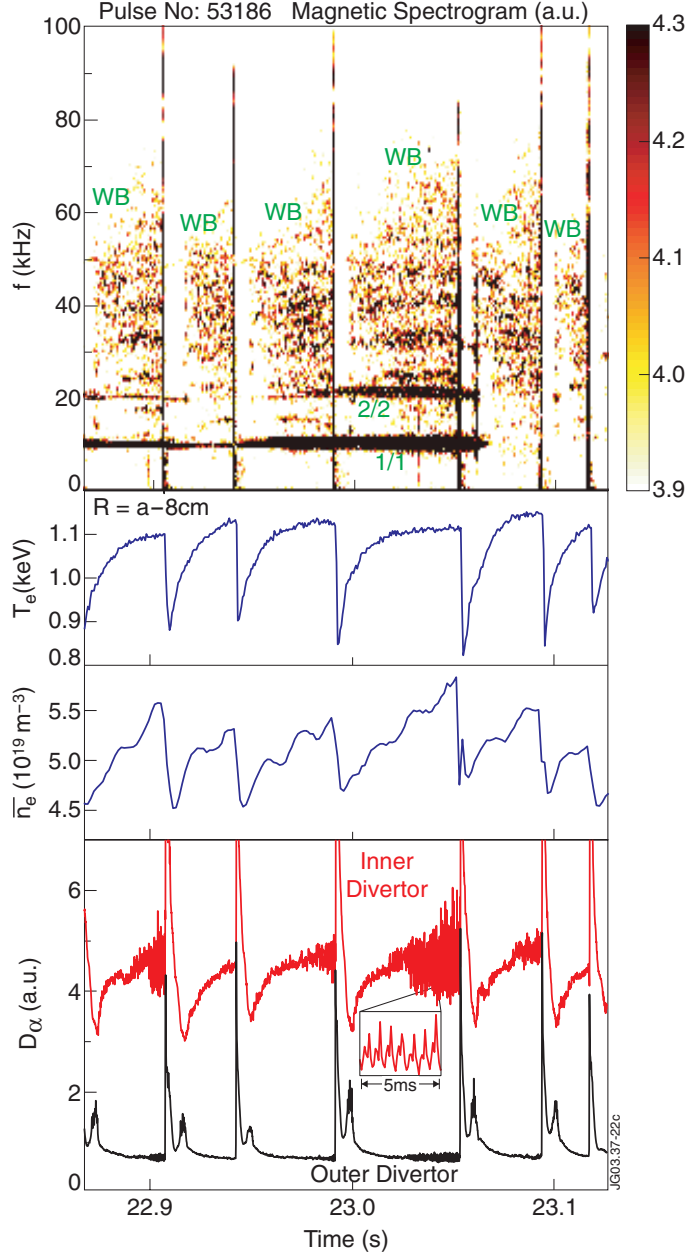 Pulse No: 53186 Magnetic Spectrogram (a.u.)
100
80
60
40
20
0
f (kHz)
WB
WB
WB
WB
WB
WB
2/2
1/1
4.3
4.2
4.1
4.0
3.9
R = a–8cm
1.1
1.0
0.9
0.8
T_e(keV)
5.5
5.0
4.5
n̅_e (10^19 m^-3)
Inner
Divertor
6
4
2
0
Dα (a.u.)
5ms
Outer Divertor
JG03.37-22c
22.9
23.0
23.1
Time (s)